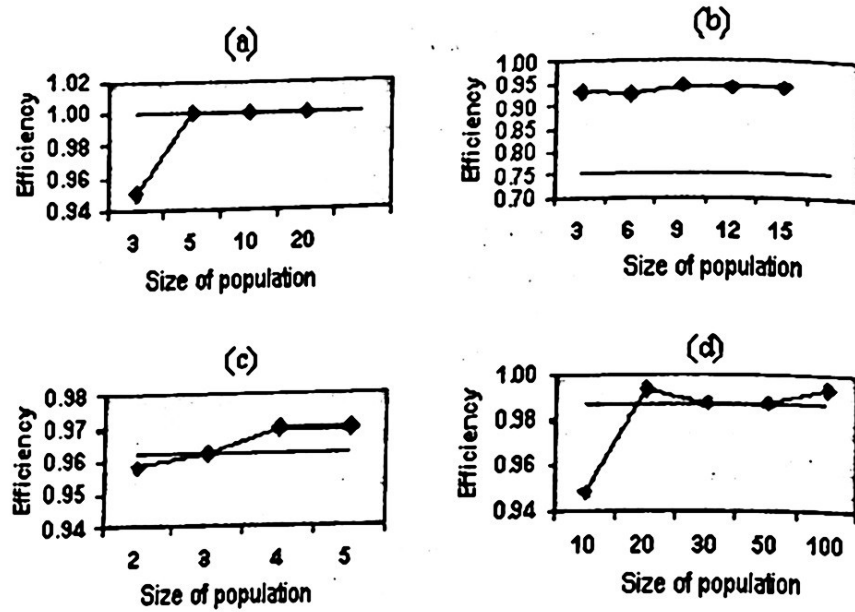 (a)
1.02
1.00
0.98
0.96
0.94
Efficiency
3 5 10 20
Size of population
(b)
1.00
0.95
0.90
0.85
0.80
0.75
0.70
Efficiency
3 6 9 12 15
Size of population
(c)
0.98
0.97
0.96
0.95
0.94
Efficiency
2 3 4 5
Size of population
(d)
1.00
0.98
0.96
0.94
Efficiency
10 20 30 50 100
Size of population